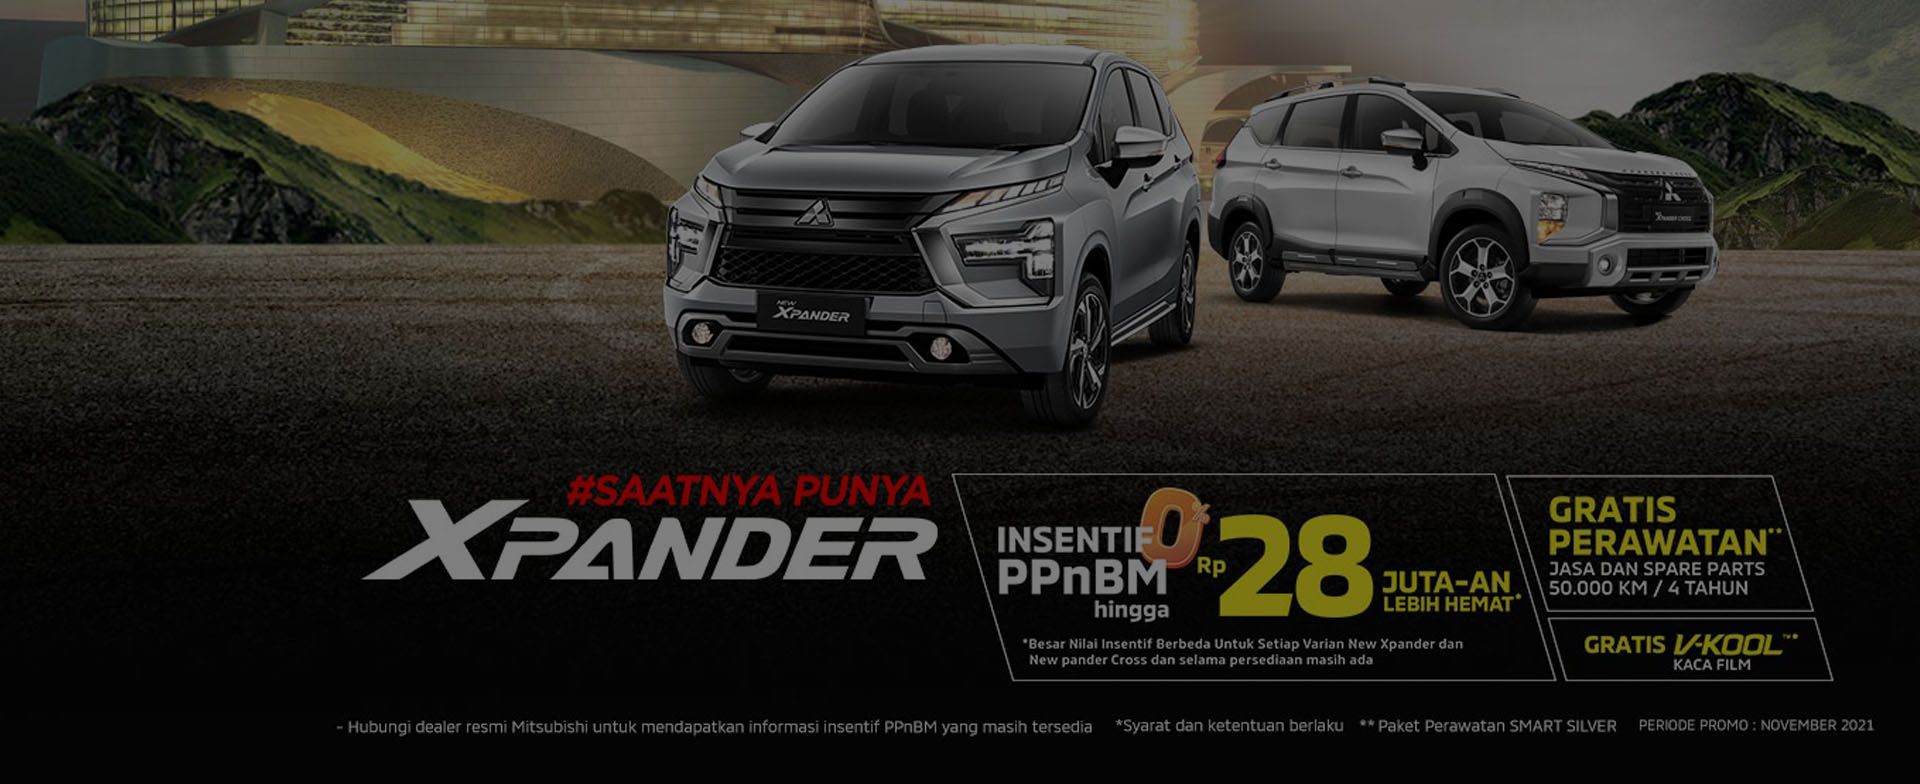 NEW
XPANDER
XPANDER CROSS
XPANDER CROSS
#SAATNYA PUNYA
XPANDER
INSENTIF 0%
PPnBM
hingga
Rp 28
JUTA-AN
LEBIH HEMAT*
*Besar Nilai Insentif Berbeda Untuk Setiap Varian New Xpander dan
New pander Cross dan selama persediaan masih ada
GRATIS
PERAWATAN**
JASA DAN SPARE PARTS
50.000 KM / 4 TAHUN
GRATIS V-KOOL™*
KACA FILM
- Hubungi dealer resmi Mitsubishi untuk mendapatkan informasi insentif PPnBM yang masih tersedia *Syarat dan ketentuan berlaku ** Paket Perawatan SMART SILVER PERIODE PROMO : NOVEMBER 2021